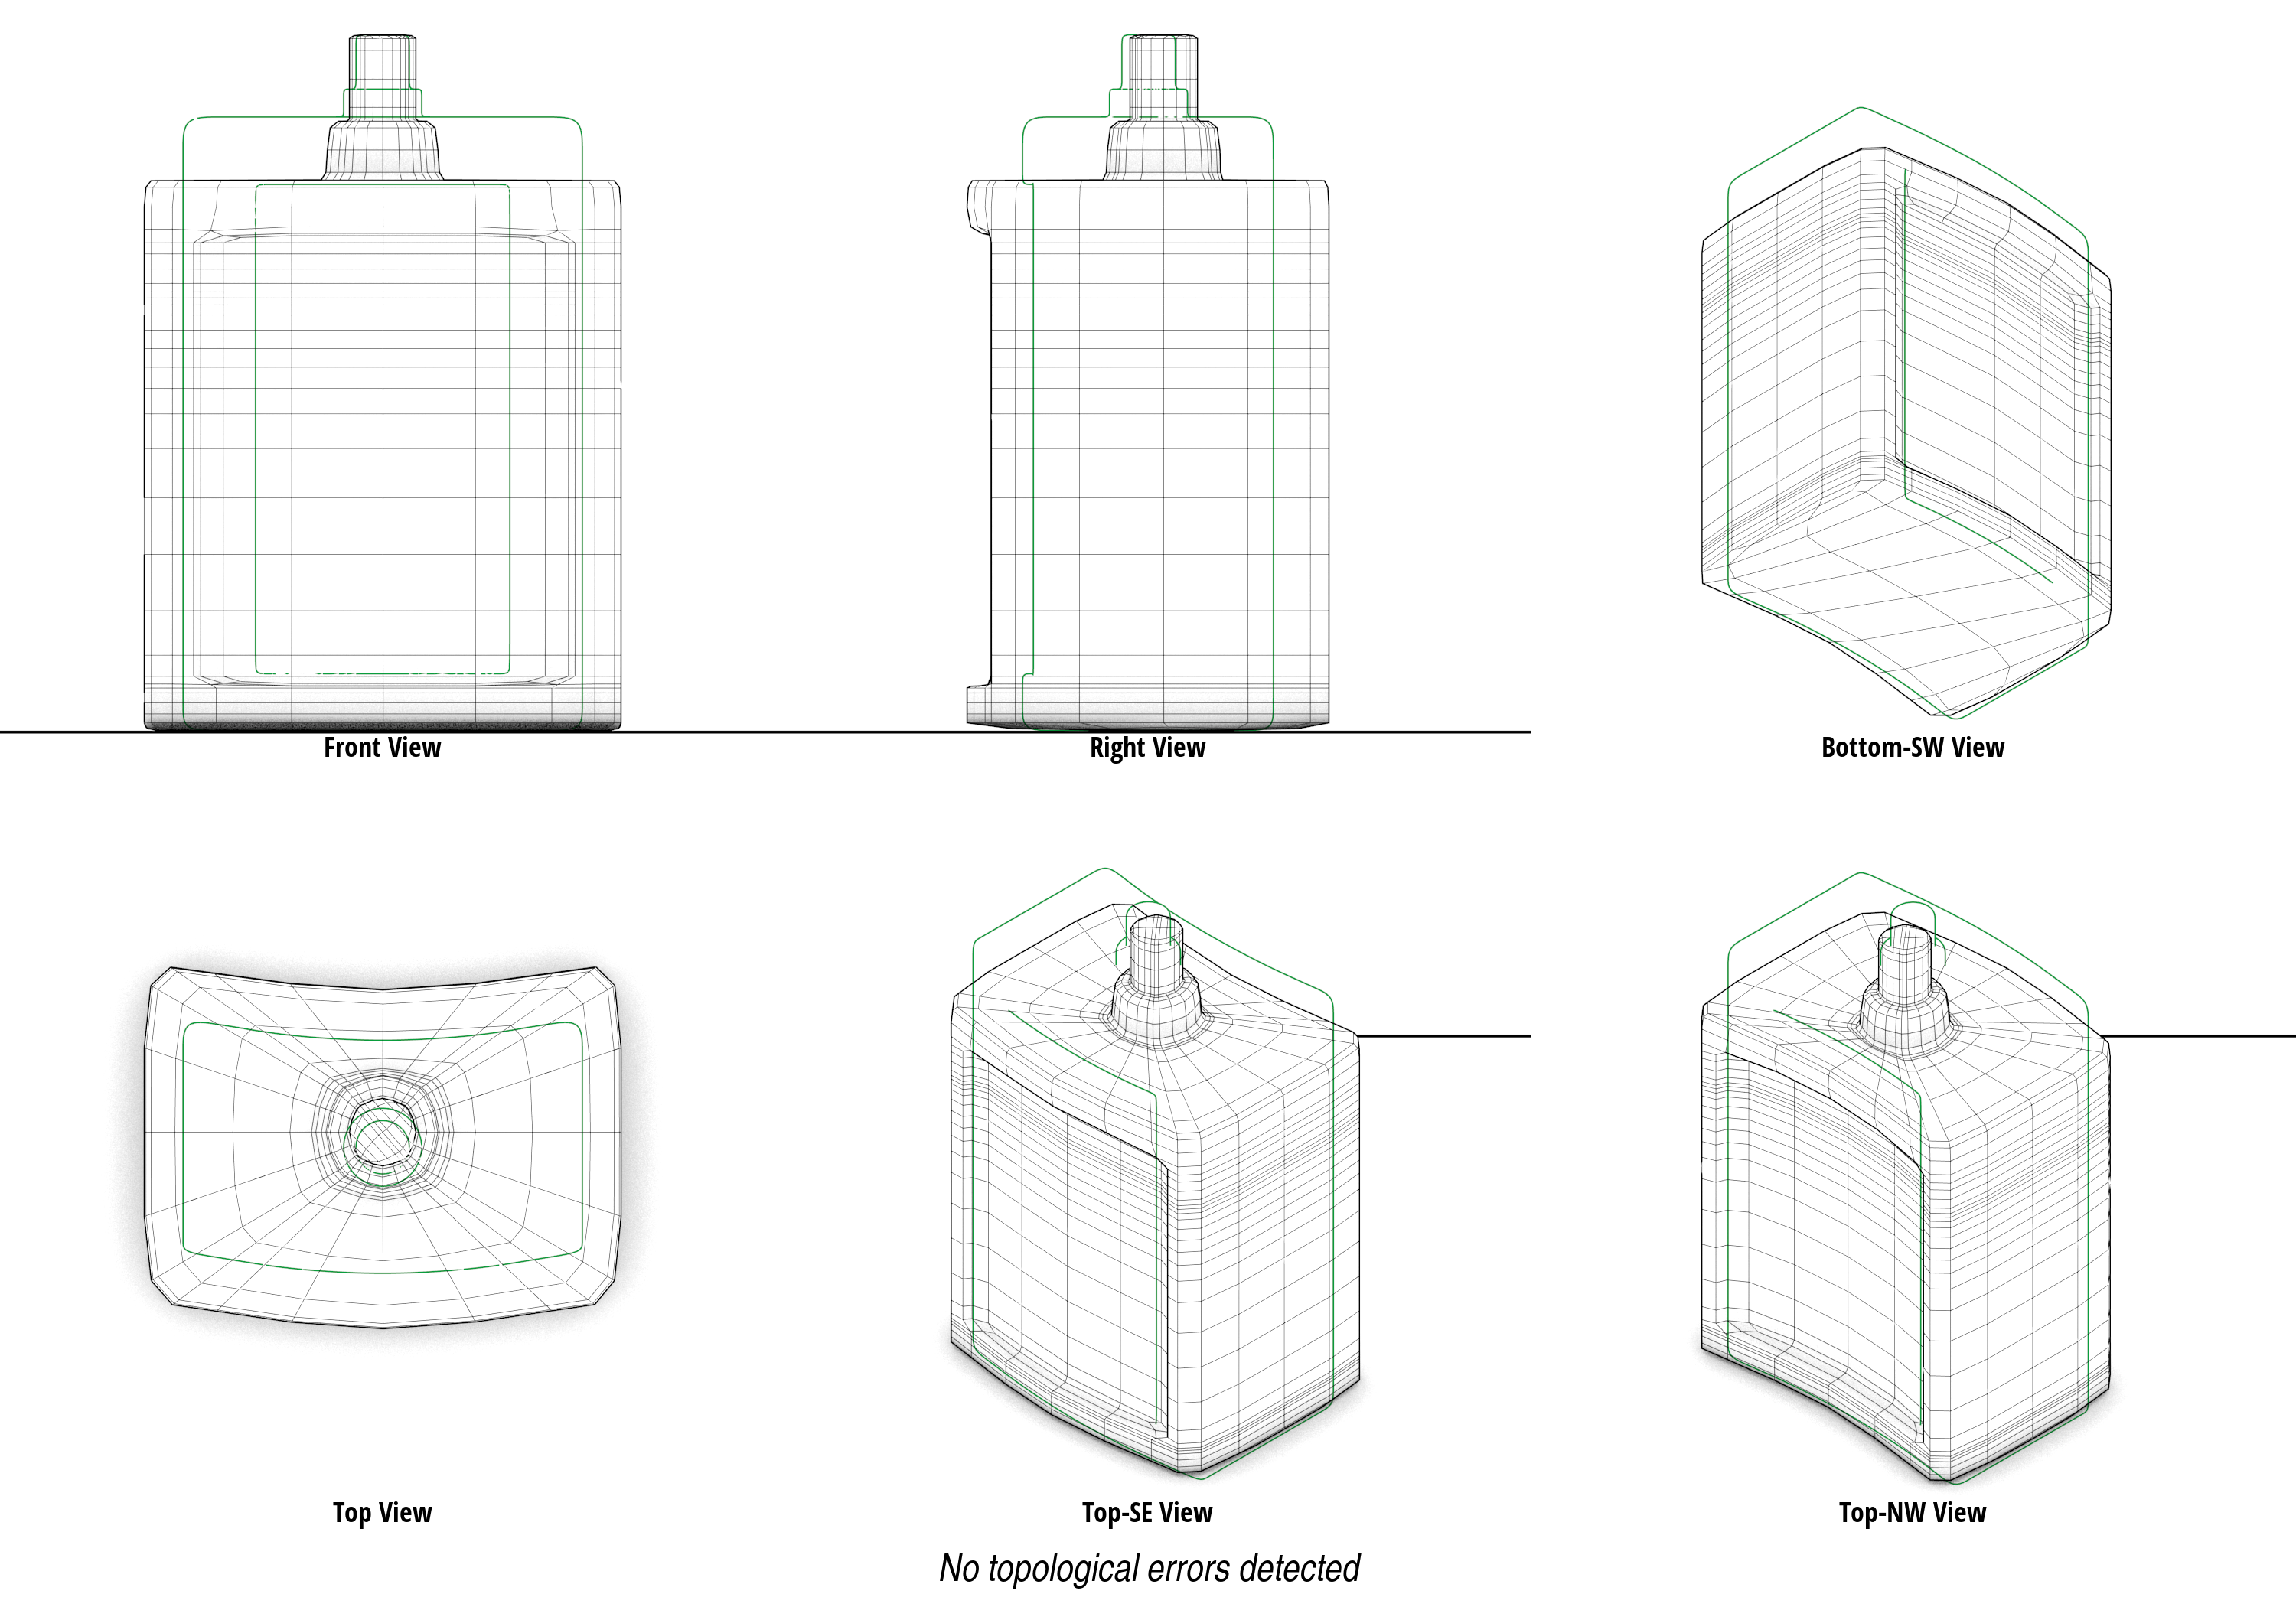 Front View
Right View
Bottom-SW View
Top View
Top-SE View
Top-NW View
No topological errors detected